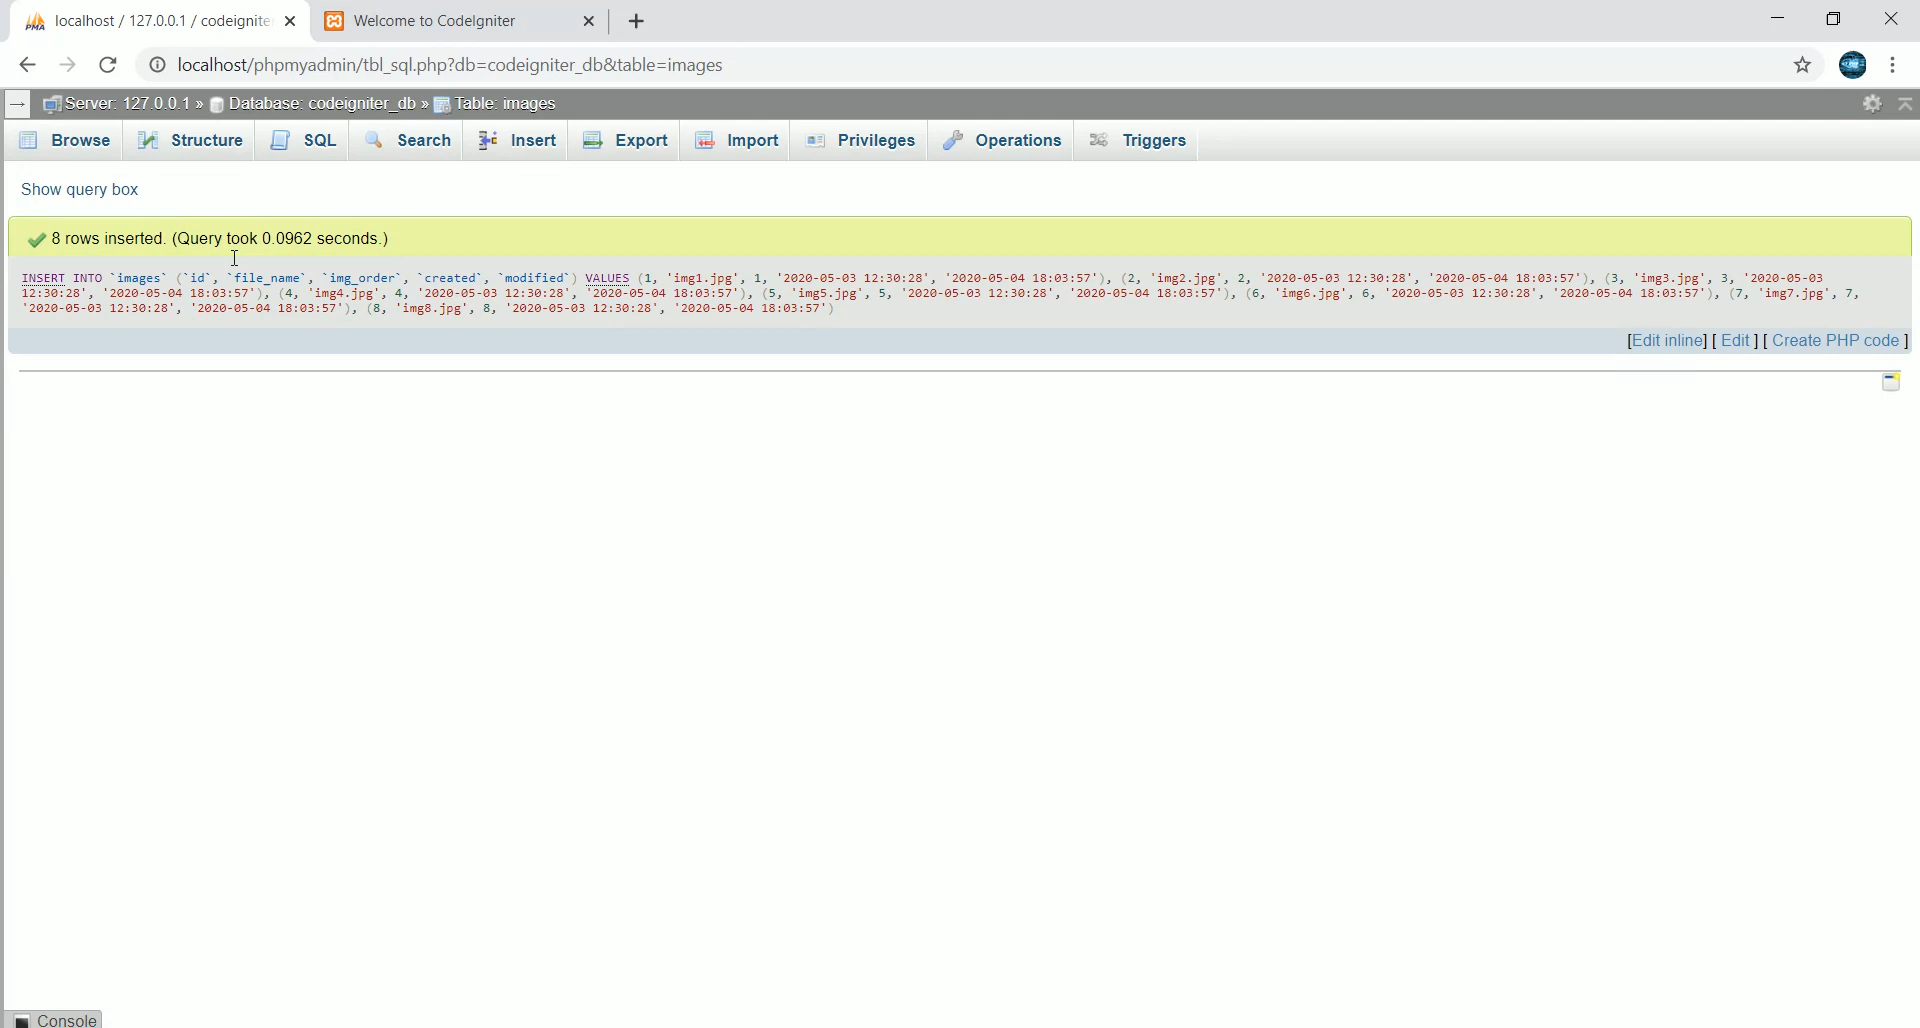 localhost / 127.0.0.1 / codeignite
Welcome to CodeIgniter
localhost/phpmyadmin/tbl_sql.php?db=codeigniter_db&table=images
Server: 127.0.0.1 » Database: codeigniter_db » Table: images
Browse Structure SQL Search Insert Export Import Privileges Operations Triggers
Show query box
8 rows inserted. (Query took 0.0962 seconds.)
INSERT INTO `images` (`id`, `file_name`, `img_order`, `created`, `modified`) VALUES (1, 'img1.jpg', 1, '2020-05-03 12:30:28', '2020-05-04 18:03:57'), (2, 'img2.jpg', 2, '2020-05-03 12:30:28', '2020-05-04 18:03:57'), (3, 'img3.jpg', 3, '2020-05-03
12:30:28', '2020-05-04 18:03:57'), (4, 'img4.jpg', 4, '2020-05-03 12:30:28', '2020-05-04 18:03:57'), (5, 'img5.jpg', 5, '2020-05-03 12:30:28', '2020-05-04 18:03:57'), (6, 'img6.jpg', 6, '2020-05-03 12:30:28', '2020-05-04 18:03:57'), (7, 'img7.jpg', 7,
'2020-05-03 12:30:28', '2020-05-04 18:03:57'), (8, 'img8.jpg', 8, '2020-05-03 12:30:28', '2020-05-04 18:03:57')
[Edit inline] [ Edit ] [ Create PHP code ]
Console